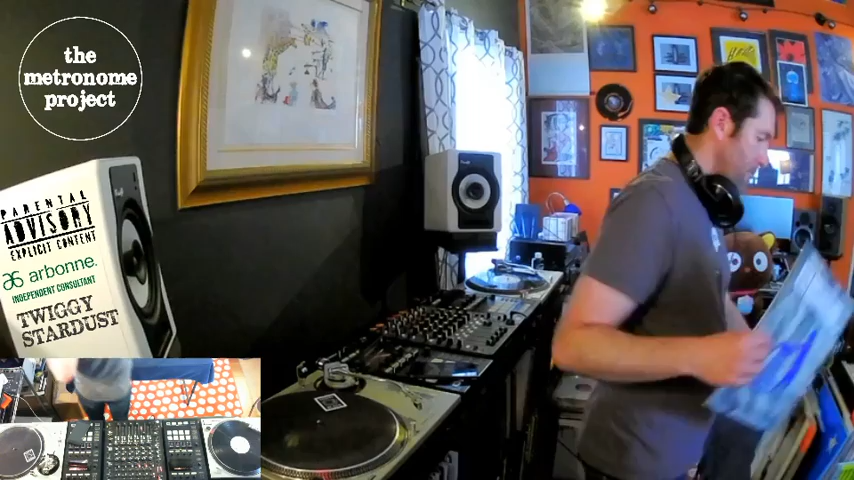 the
metronome
project
PARENTAL
ADVISORY
EXPLICIT CONTENT
arbonne.
INDEPENDENT CONSULTANT
TWIGGY
STARDUST